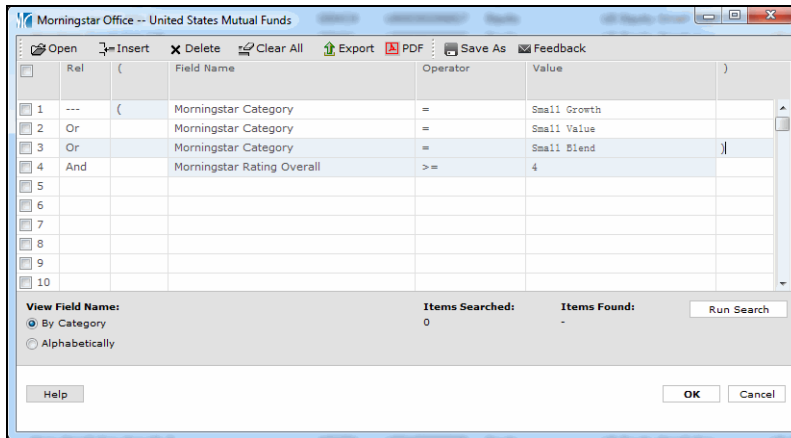 Morningstar Office -- United States Mutual Funds
Open Insert Delete Clear All Export PDF Save As Feedback
Rel ( Field Name Operator Value )
1 --- ( Morningstar Category = Small Growth
2 Or Morningstar Category = Small Value
3 Or Morningstar Category = Small Blend )
4 And Morningstar Rating Overall >= 4
5
6
7
8
9
10
View Field Name: Items Searched: Items Found: Run Search
By Category 0 -
Alphabetically
Help OK Cancel